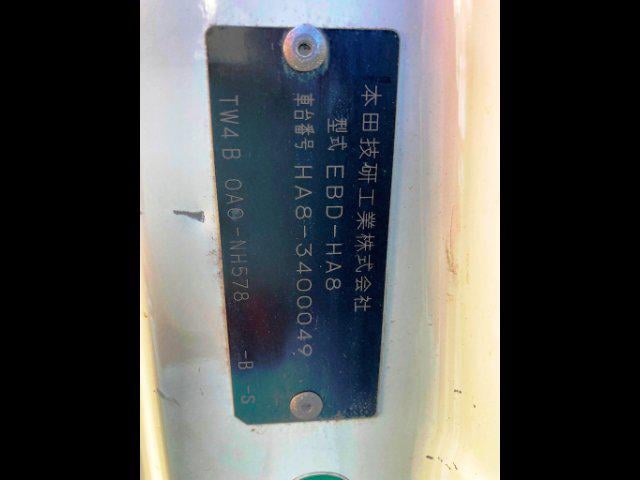 本田技研工業株式会社
型式 EBD-HA8
車台番号 HA8-3400049
TW4B 0A0-NH578 -B -S